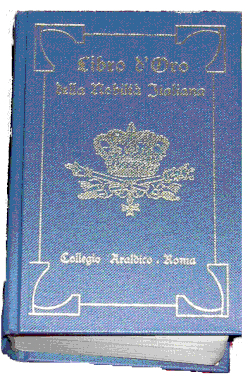 Libro d'Oro
della Nobiltà Italiana
Collegio Araldico . Roma